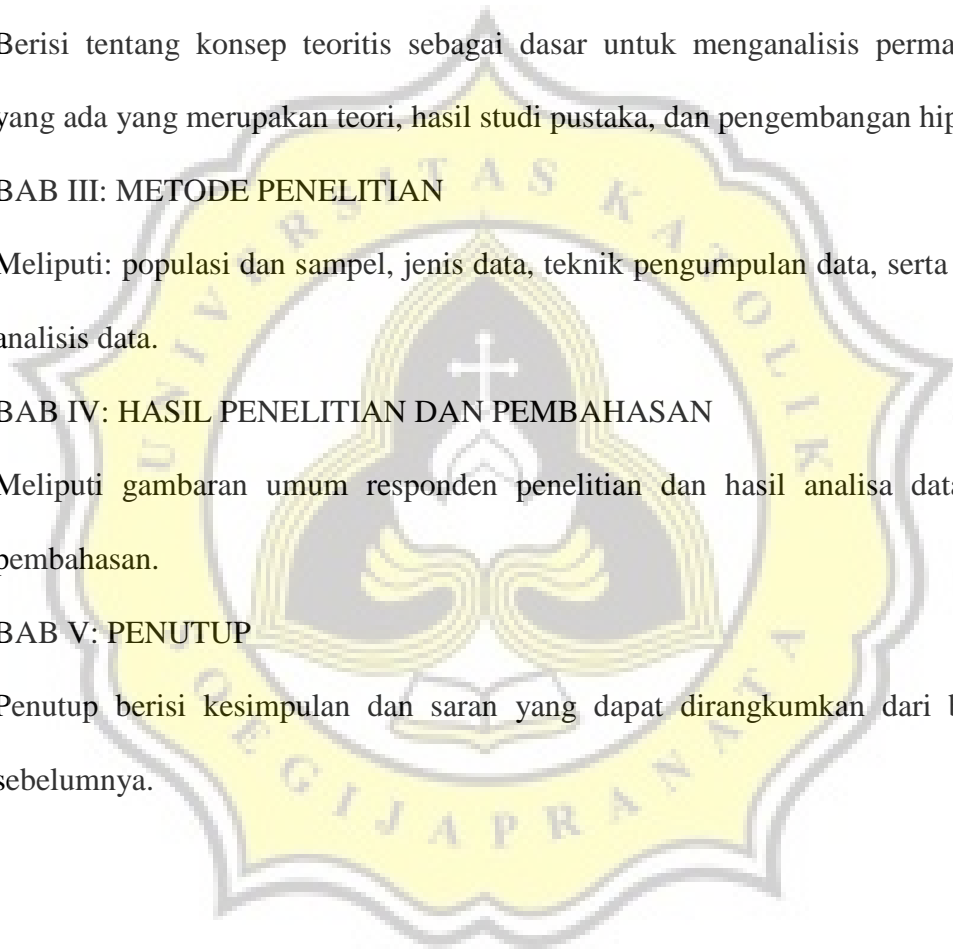 Berisi tentang konsep teoritis sebagai dasar untuk menganalisis perma
yang ada yang merupakan teori, hasil studi pustaka, dan pengembangan hip
BAB III: METODE PENELITIAN
Meliputi: populasi dan sampel, jenis data, teknik pengumpulan data, serta
analisis data.
BAB IV: HASIL PENELITIAN DAN PEMBAHASAN
Meliputi gambaran umum responden penelitian dan hasil analisa data
pembahasan.
BAB V: PENUTUP
Penutup berisi kesimpulan dan saran yang dapat dirangkumkan dari b
sebelumnya.
UNIVERSITAS KATOLIK
SOEGIJAPRANATA